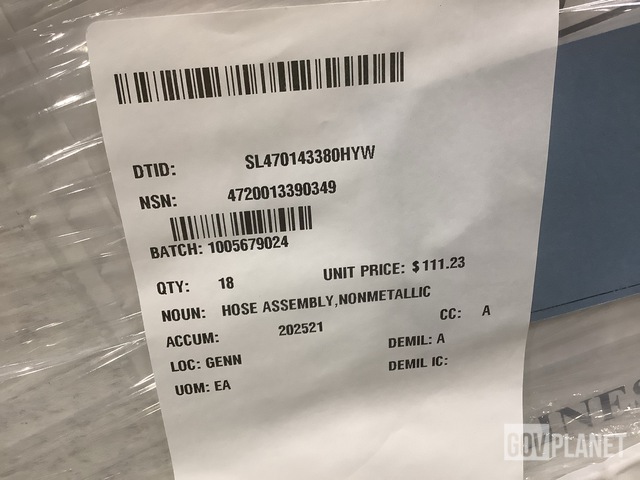 DTID: SL470143380HYW
NSN: 4720013390349
BATCH: 1005679024
QTY: 18 UNIT PRICE: $111.23
NOUN: HOSE ASSEMBLY,NONMETALLIC
ACCUM: 202521 CC: A
LOC: GENN DEMIL: A
UOM: EA DEMIL IC:
GOVPLANET